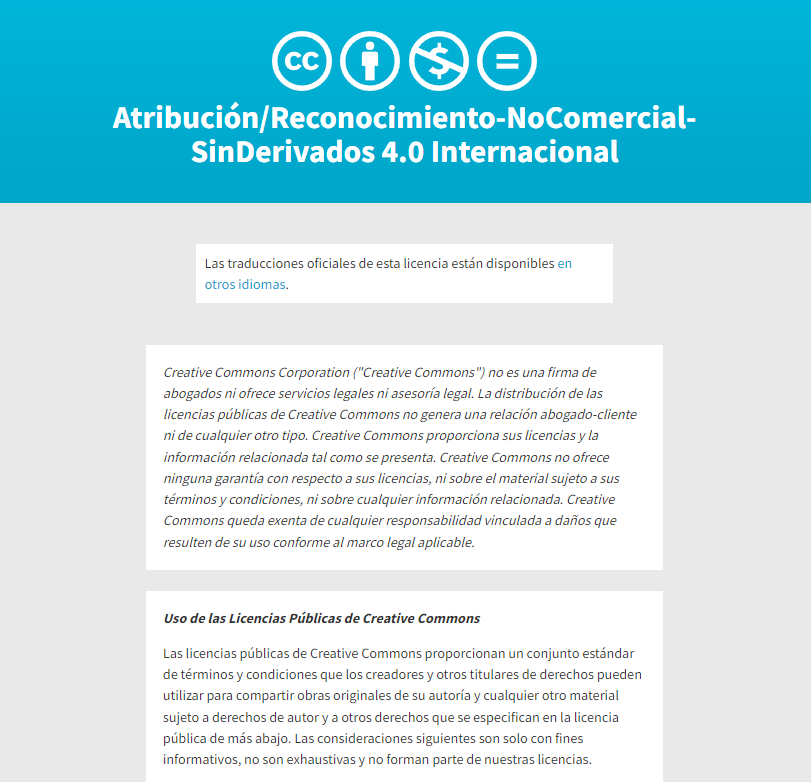 cc $ =
Atribución/Reconocimiento-NoComercial-
SinDerivados 4.0 Internacional
Las traducciones oficiales de esta licencia están disponibles en
otros idiomas.
Creative Commons Corporation ("Creative Commons") no es una firma de
abogados ni ofrece servicios legales ni asesoría legal. La distribución de las
licencias públicas de Creative Commons no genera una relación abogado-cliente
ni de cualquier otro tipo. Creative Commons proporciona sus licencias y la
información relacionada tal como se presenta. Creative Commons no ofrece
ninguna garantía con respecto a sus licencias, ni sobre el material sujeto a sus
términos y condiciones, ni sobre cualquier información relacionada. Creative
Commons queda exenta de cualquier responsabilidad vinculada a daños que
resulten de su uso conforme al marco legal aplicable.
Uso de las Licencias Públicas de Creative Commons
Las licencias públicas de Creative Commons proporcionan un conjunto estándar
de términos y condiciones que los creadores y otros titulares de derechos pueden
utilizar para compartir obras originales de su autoría y cualquier otro material
sujeto a derechos de autor y a otros derechos que se especifican en la licencia
pública de más abajo. Las consideraciones siguientes son solo con fines
informativos, no son exhaustivas y no forman parte de nuestras licencias.